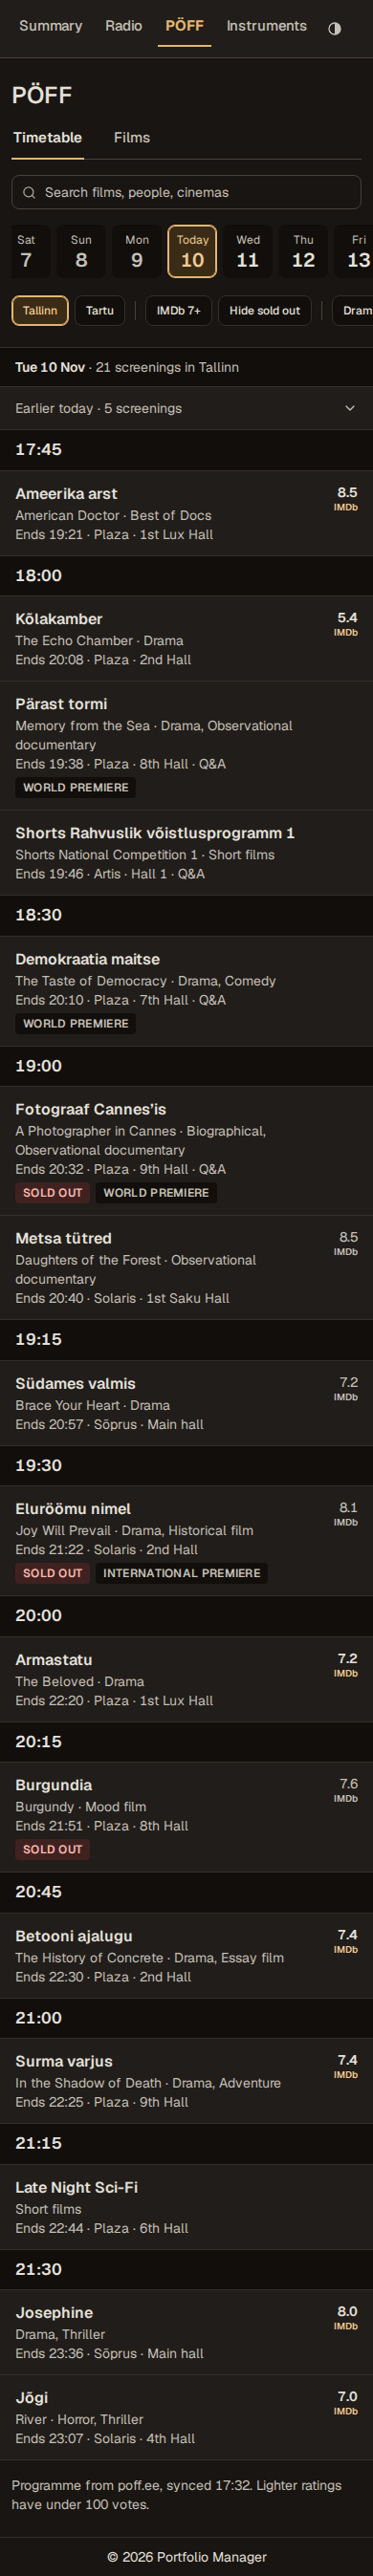 Summary Radio PÖFF Instruments
PÖFF
Timetable Films
Search films, people, cinemas
Sat Sun Mon Today Wed Thu Fri
7 8 9 10 11 12 13
Tallinn Tartu IMDb 7+ Hide sold out Dram
Tue 10 Nov · 21 screenings in Tallinn
Earlier today · 5 screenings
17:45
Ameerika arst 8.5
American Doctor · Best of Docs IMDb
Ends 19:21 · Plaza · 1st Lux Hall
18:00
Kõlakamber 5.4
The Echo Chamber · Drama IMDb
Ends 20:08 · Plaza · 2nd Hall
Pärast tormi
Memory from the Sea · Drama, Observational
documentary
Ends 19:38 · Plaza · 8th Hall · Q&A
WORLD PREMIERE
Shorts Rahvuslik võistlusprogramm 1
Shorts National Competition 1 · Short films
Ends 19:46 · Artis · Hall 1 · Q&A
18:30
Demokraatia maitse
The Taste of Democracy · Drama, Comedy
Ends 20:10 · Plaza · 7th Hall · Q&A
WORLD PREMIERE
19:00
Fotograaf Cannes’is
A Photographer in Cannes · Biographical,
Observational documentary
Ends 20:32 · Plaza · 9th Hall · Q&A
SOLD OUT WORLD PREMIERE
Metsa tütred 8.5
Daughters of the Forest · Observational IMDb
documentary
Ends 20:40 · Solaris · 1st Saku Hall
19:15
Südames valmis 7.2
Brace Your Heart · Drama IMDb
Ends 20:57 · Sõprus · Main hall
19:30
Eluröömu nimel 8.1
Joy Will Prevail · Drama, Historical film IMDb
Ends 21:22 · Solaris · 2nd Hall
SOLD OUT INTERNATIONAL PREMIERE
20:00
Armastatu 7.2
The Beloved · Drama IMDb
Ends 22:20 · Plaza · 1st Lux Hall
20:15
Burgundia 7.6
Burgundy · Mood film IMDb
Ends 21:51 · Plaza · 8th Hall
SOLD OUT
20:45
Betooni ajalugu 7.4
The History of Concrete · Drama, Essay film IMDb
Ends 22:30 · Plaza · 2nd Hall
21:00
Surma varjus 7.4
In the Shadow of Death · Drama, Adventure IMDb
Ends 22:25 · Plaza · 9th Hall
21:15
Late Night Sci-Fi
Short films
Ends 22:44 · Plaza · 6th Hall
21:30
Josephine 8.0
Drama, Thriller IMDb
Ends 23:36 · Sõprus · Main hall
Jõgi 7.0
River · Horror, Thriller IMDb
Ends 23:07 · Solaris · 4th Hall
Programme from poff.ee, synced 17:32. Lighter ratings
have under 100 votes.
© 2026 Portfolio Manager